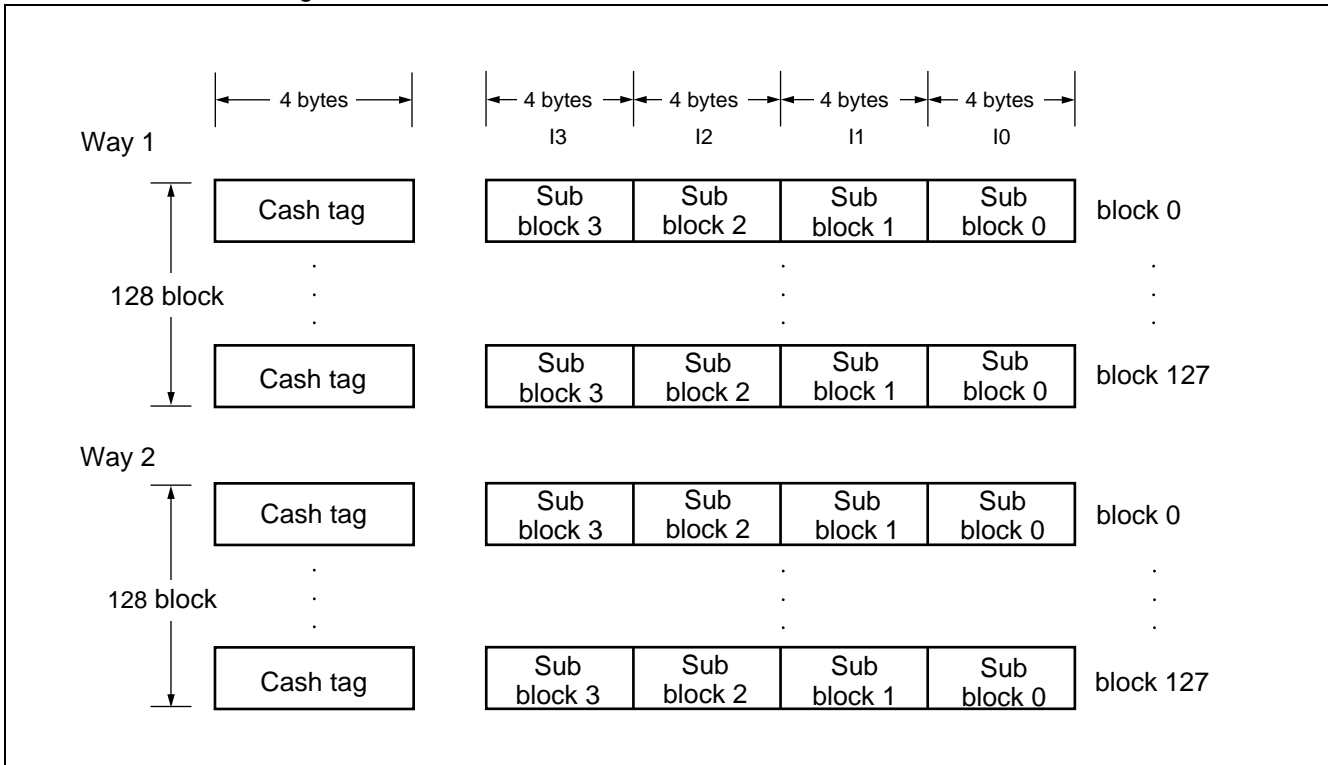 4 bytes 4 bytes 4 bytes 4 bytes 4 bytes
I3 I2 I1 I0
Way 1
Cash tag Sub block 3 Sub block 2 Sub block 1 Sub block 0 block 0
128 block
Cash tag Sub block 3 Sub block 2 Sub block 1 Sub block 0 block 127
Way 2
Cash tag Sub block 3 Sub block 2 Sub block 1 Sub block 0 block 0
128 block
Cash tag Sub block 3 Sub block 2 Sub block 1 Sub block 0 block 127